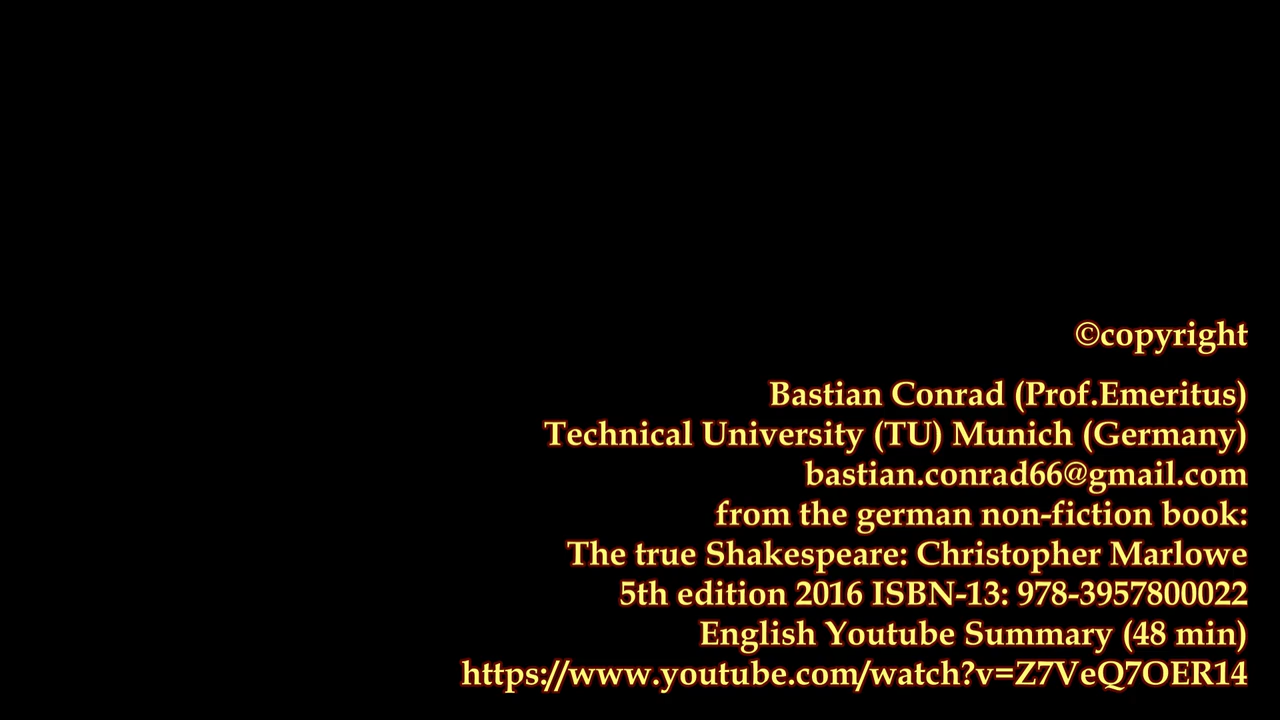 ©copyright
Bastian Conrad (Prof.Emeritus)
Technical University (TU) Munich (Germany)
bastian.conrad66@gmail.com
from the german non-fiction book:
The true Shakespeare: Christopher Marlowe
5th edition 2016 ISBN-13: 978-3957800022
English Youtube Summary (48 min)
https://www.youtube.com/watch?v=Z7VeQ7OER14